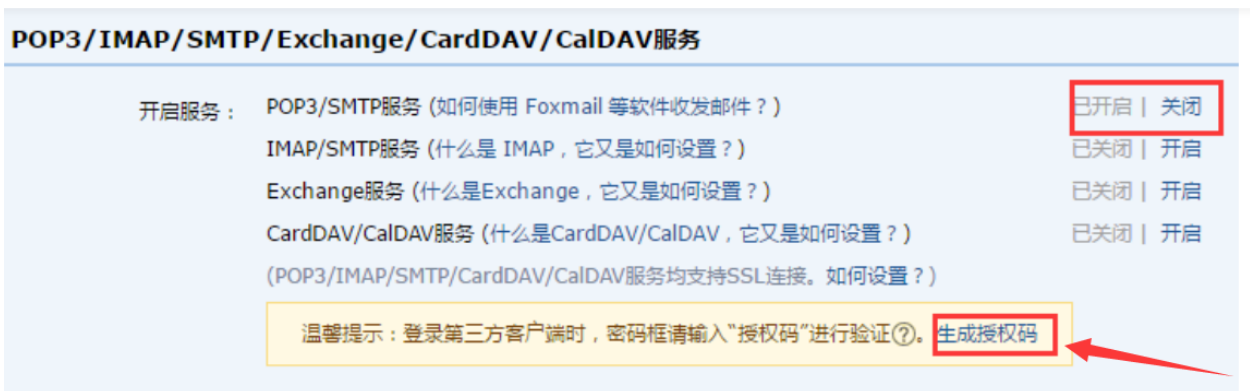 POP3/IMAP/SMTP/Exchange/CardDAV/CalDAV服务
开启服务： POP3/SMTP服务 (如何使用 Foxmail 等软件收发邮件？) 已开启 | 关闭
IMAP/SMTP服务 (什么是 IMAP，它又是如何设置？) 已关闭 | 开启
Exchange服务 (什么是Exchange，它又是如何设置？) 已关闭 | 开启
CardDAV/CalDAV服务 (什么是CardDAV/CalDAV，它又是如何设置？) 已关闭 | 开启
(POP3/IMAP/SMTP/CardDAV/CalDAV服务均支持SSL连接。如何设置？)
温馨提示：登录第三方客户端时，密码框请输入“授权码”进行验证?。生成授权码